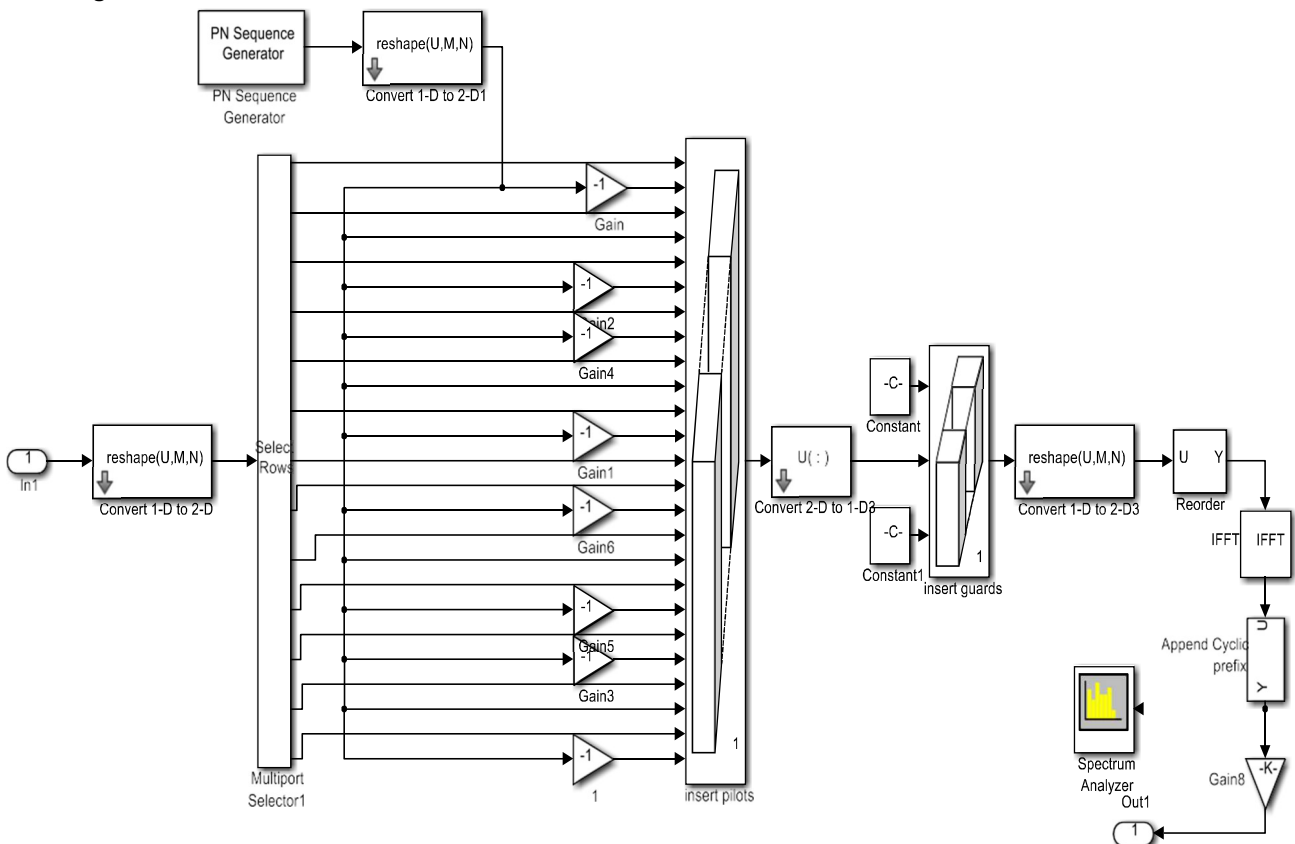 PN Sequence
Generator
reshape(U,M,N)
PN Sequence
Generator
Convert 1-D to 2-D1
-1
Gain
-1
-1
Gain4
-1
Gain1
-1
Gain6
-1
Gain5
-1
Gain3
-1
1
1
In1
reshape(U,M,N)
Convert 1-D to 2-D
Select
Rows
Multiport
Selector1
1
insert pilots
U( : )
Convert 2-D to 1-D3
-C-
Constant
-C-
Constant1
1
insert guards
reshape(U,M,N)
Convert 1-D to 2-D3
U Y
Reorder
IFFT
IFFT
U
Append Cyclic
prefix
Y
Spectrum
Analyzer
-K-
Gain8
Out1
1